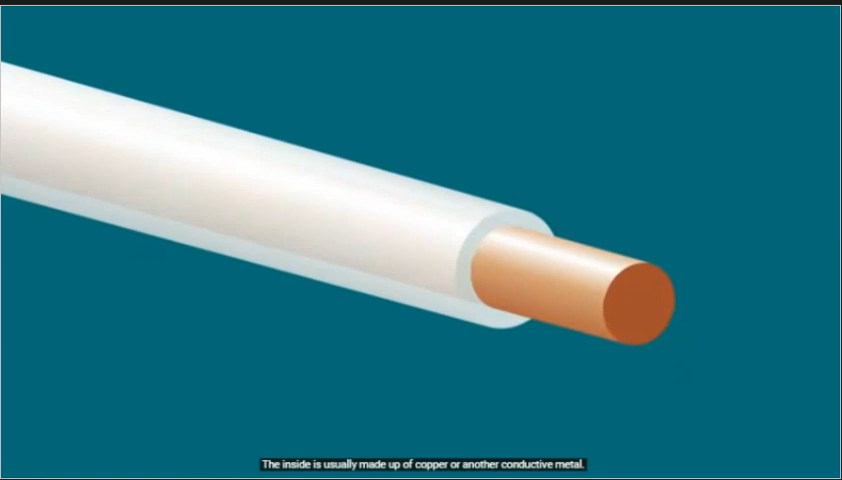 The inside is usually made up of copper or another conductive metal.